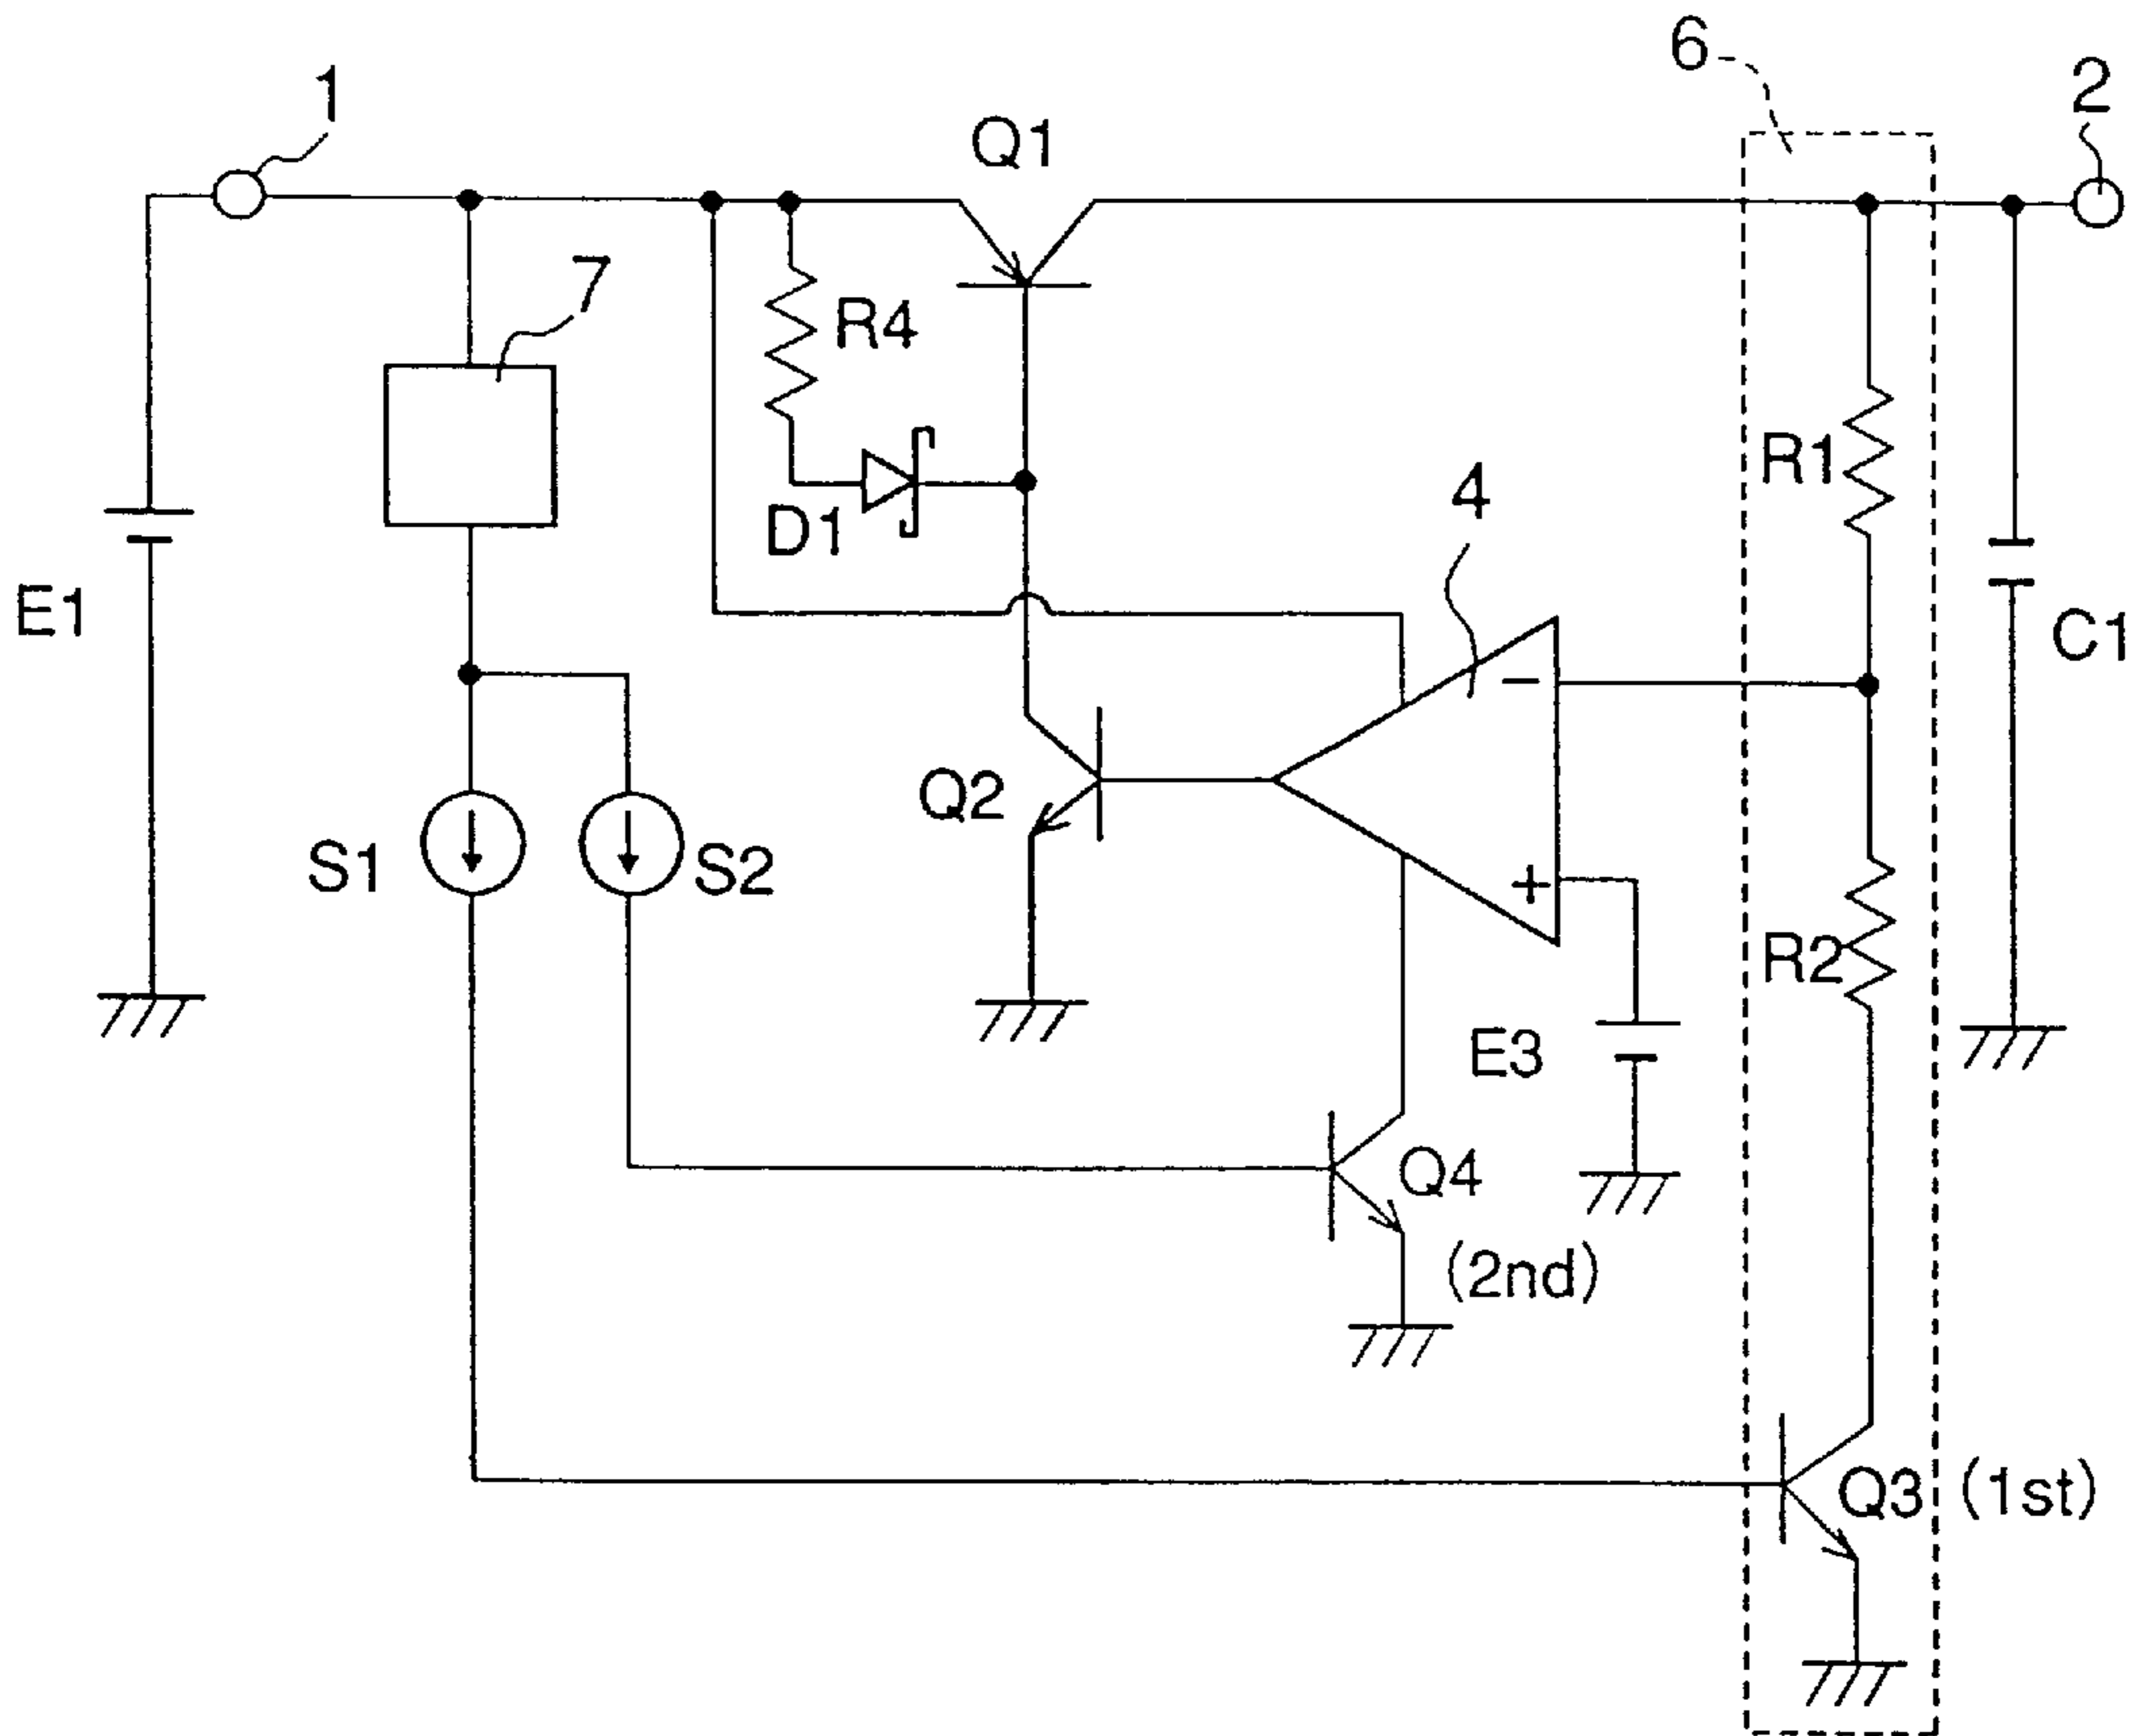 6
1
2
Q1
7
R4
R1
4
D1
E1
C1
−
Q2
S1
S2
+
R2
E3
Q4
(2nd)
Q3 (1st)